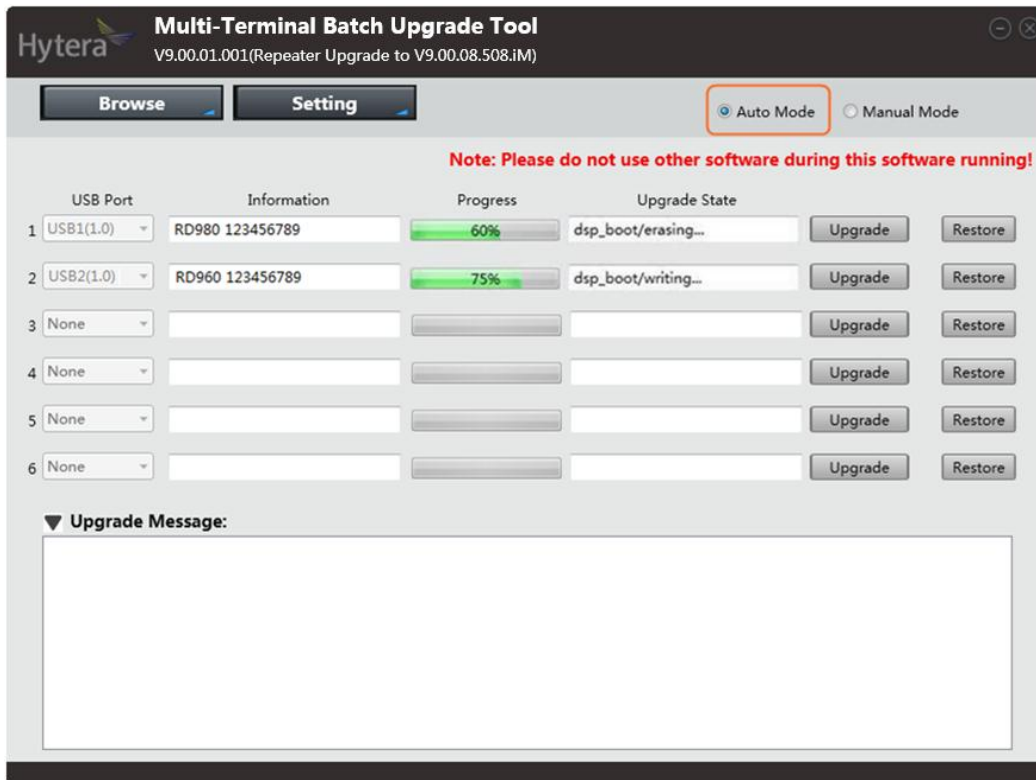 Hytera
Multi-Terminal Batch Upgrade Tool
V9.00.01.001(Repeater Upgrade to V9.00.08.508.iM)
Browse Setting Auto Mode Manual Mode
Note: Please do not use other software during this software running!
USB Port Information Progress Upgrade State
1 USB1(1.0) RD980 123456789 60% dsp_boot/erasing... Upgrade Restore
2 USB2(1.0) RD960 123456789 75% dsp_boot/writing... Upgrade Restore
3 None Upgrade Restore
4 None Upgrade Restore
5 None Upgrade Restore
6 None Upgrade Restore
Upgrade Message: